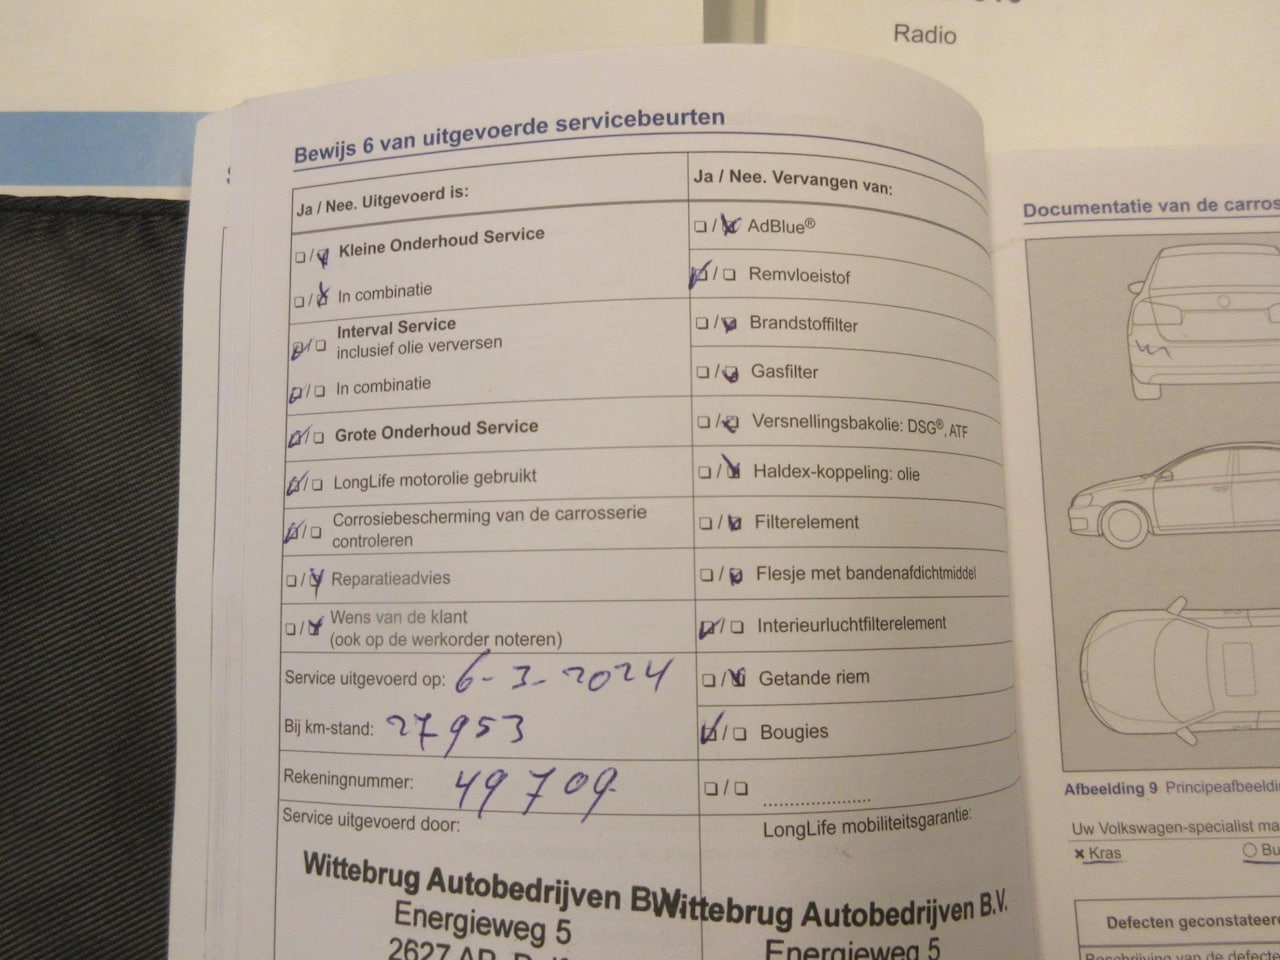 Radio
Bewijs 6 van uitgevoerde servicebeurten
Ja / Nee. Uitgevoerd is:
Kleine Onderhoud Service
In combinatie
Interval Service
inclusief olie verversen
In combinatie
Grote Onderhoud Service
LongLife motorolie gebruikt
Corrosiebescherming van de carrosserie
controleren
Reparatieadvies
Wens van de klant
(ook op de werkorder noteren)
Service uitgevoerd op: 6-3-2024
Bij km-stand: 27953
Rekeningnummer: 49709
Service uitgevoerd door:
Wittebrug Autobedrijven B.V.
Energieweg 5
2627 AP
Ja / Nee. Vervangen van:
AdBlue®
Remvloeistof
Brandstoffilter
Gasfilter
Versnellingsbakolie: DSG®, ATF
Haldex-koppeling: olie
Filterelement
Flesje met bandenafdichtmiddel
Interieurluchtfilterelement
Getande riem
Bougies
LongLife mobiliteitsgarantie:
Wittebrug Autobedrijven B.V.
Energieweg 5
Documentatie van de carros
Afbeelding 9 Principeafbeeldi
Uw Volkswagen-specialist ma
Kras Bu
Defecten geconstateer